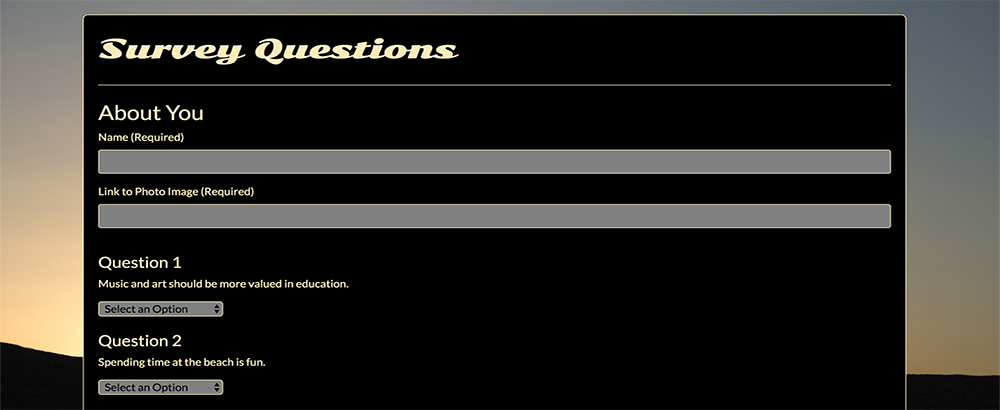 Survey Questions
About You
Name (Required)
Link to Photo Image (Required)
Question 1
Music and art should be more valued in education.
Select an Option
Question 2
Spending time at the beach is fun.
Select an Option